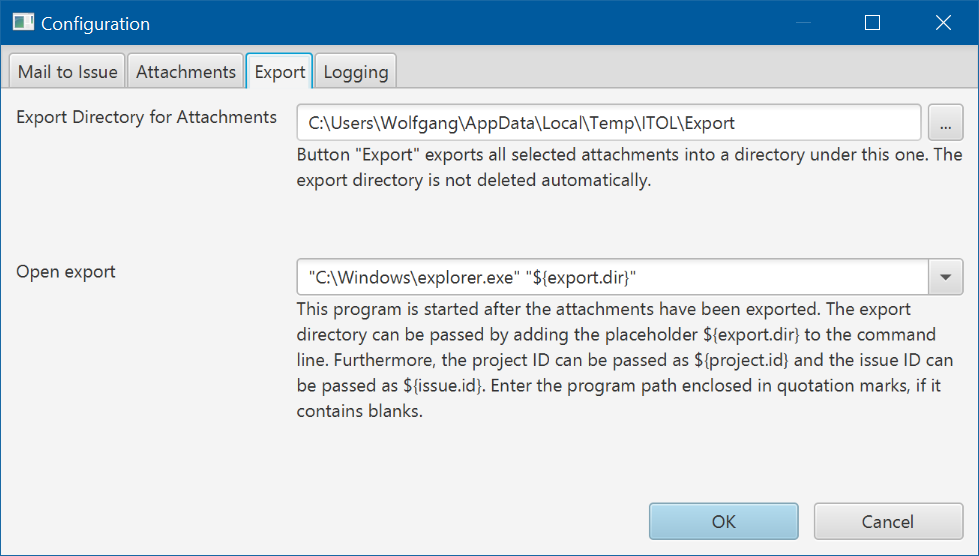 Configuration
Mail to Issue Attachments Export Logging
Export Directory for Attachments C:\Users\Wolfgang\AppData\Local\Temp\ITOL\Export ...
Button "Export" exports all selected attachments into a directory under this one. The
export directory is not deleted automatically.
Open export "C:\Windows\explorer.exe" "${export.dir}"
This program is started after the attachments have been exported. The export
directory can be passed by adding the placeholder ${export.dir} to the command
line. Furthermore, the project ID can be passed as ${project.id} and the issue ID can
be passed as ${issue.id}. Enter the program path enclosed in quotation marks, if it
contains blanks.
OK Cancel